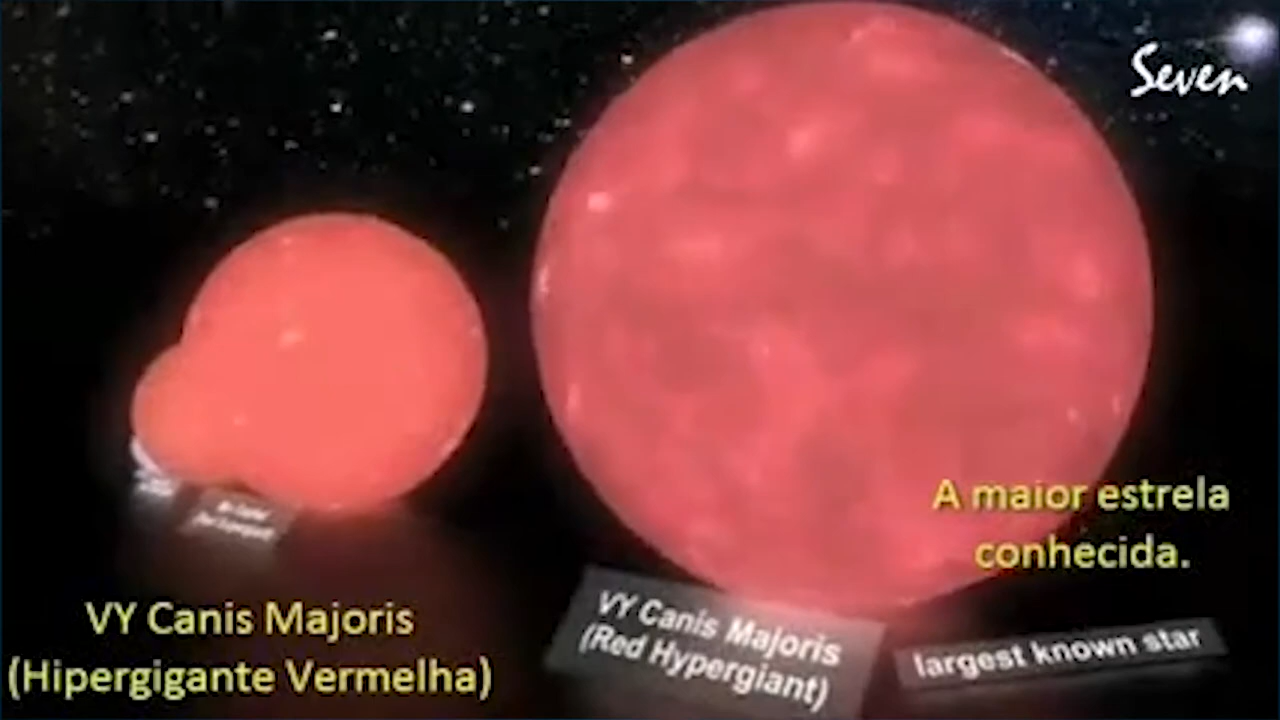 Seven
A maior estrela
conhecida.
VY Canis Majoris
(Hipergigante Vermelha)
VY Canis Majoris
(Red Hypergiant)
largest known star